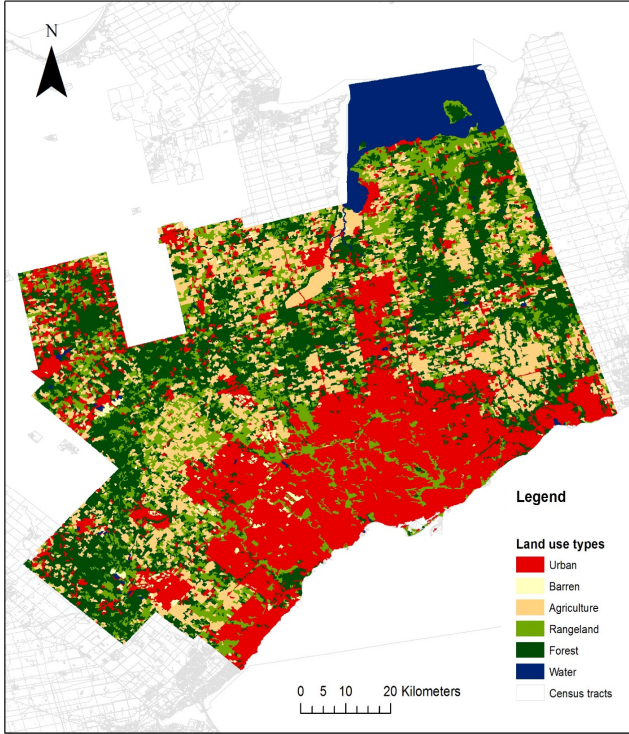 N
Legend
Land use types
Urban
Barren
Agriculture
Rangeland
Forest
Water
Census tracts
0 5 10 20 Kilometers